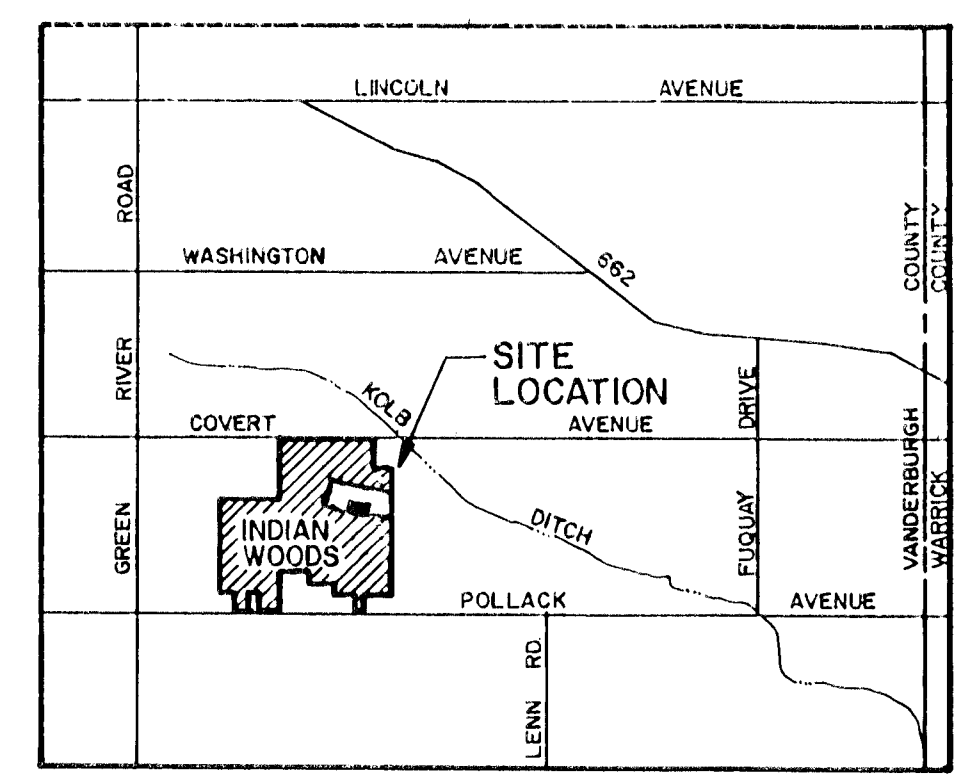 LINCOLN AVENUE
ROAD
WASHINGTON AVENUE
662
COUNTY
COUNTY
SITE
LOCATION
RIVER
KOLB
DRIVE
COVERT AVENUE
VANDERBURGH
WARRICK
GREEN
INDIAN
WOODS
DITCH
FUQUAY
POLLACK AVENUE
LENN RD.